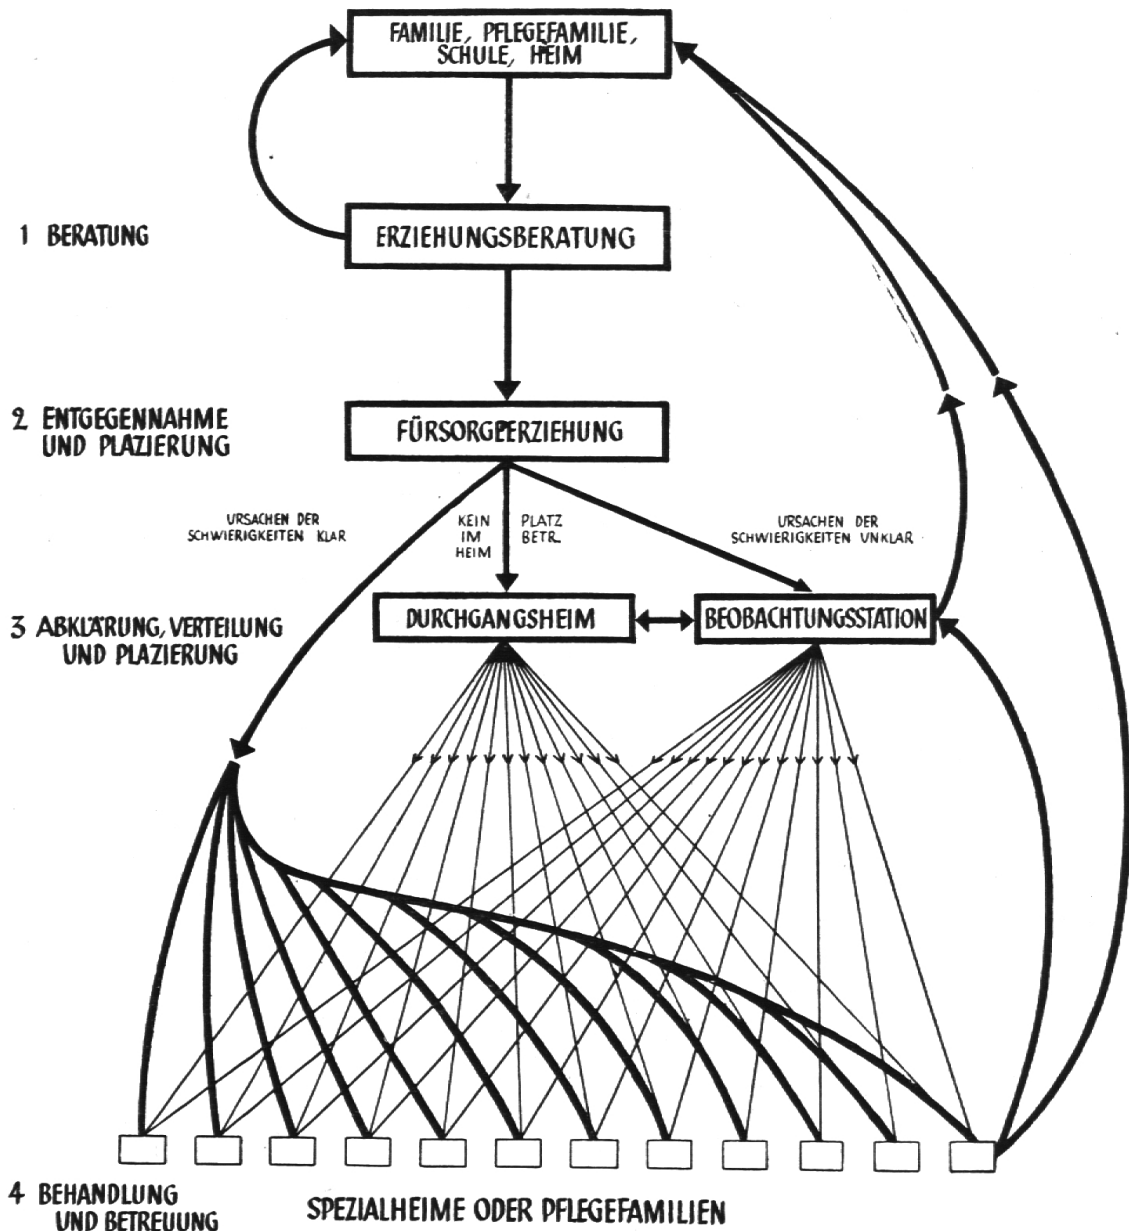 FAMILIE, PFLEGEFAMILIE,
SCHULE, HEIM
1 BERATUNG
ERZIEHUNGSBERATUNG
2 ENTGEGENNAHME
UND PLAZIERUNG
FÜRSORGEERZIEHUNG
URSACHEN DER
SCHWIERIGKEITEN KLAR
KEIN PLATZ
IM BETR.
HEIM
URSACHEN DER
SCHWIERIGKEITEN UNKLAR
3 ABKLÄRUNG, VERTEILUNG
UND PLAZIERUNG
DURCHGANGSHEIM
BEOBACHTUNGSSTATION
4 BEHANDLUNG
UND BETREUUNG
SPEZIALHEIME ODER PFLEGEFAMILIEN